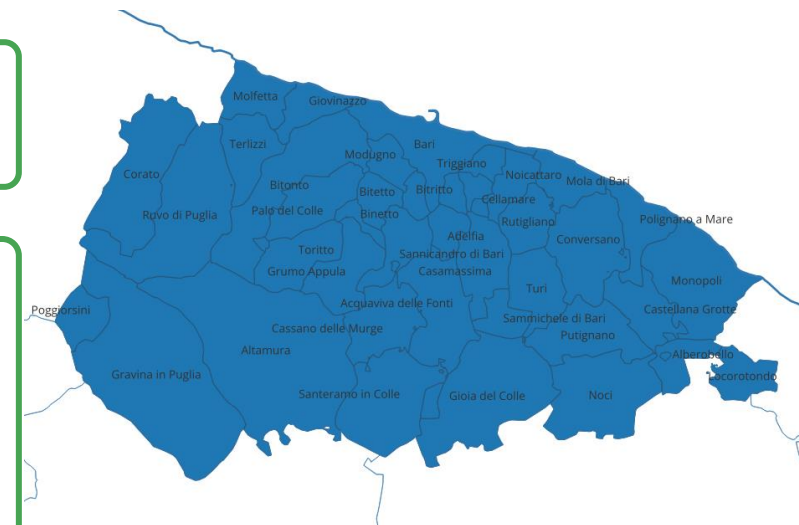 Molfetta
Giovinazzo
Terlizzi
Bari
Modugno
Triggiano
Corato
Noicattaro
Mola di Bari
Bitonto
Bitetto
Bitritto
Cellamare
Ruvo di Puglia
Palo del Colle
Binetto
Rutigliano
Polignano a Mare
Adelfia
Conversano
Toritto
Sannicandro di Bari
Grumo Appula
Casamassima
Monopoli
Turi
Poggiorsini
Acquaviva delle Fonti
Castellana Grotte
Sammichele di Bari
Cassano delle Murge
Putignano
Altamura
Alberobello
Gravina in Puglia
Locorotondo
Santeramo in Colle
Gioia del Colle
Noci